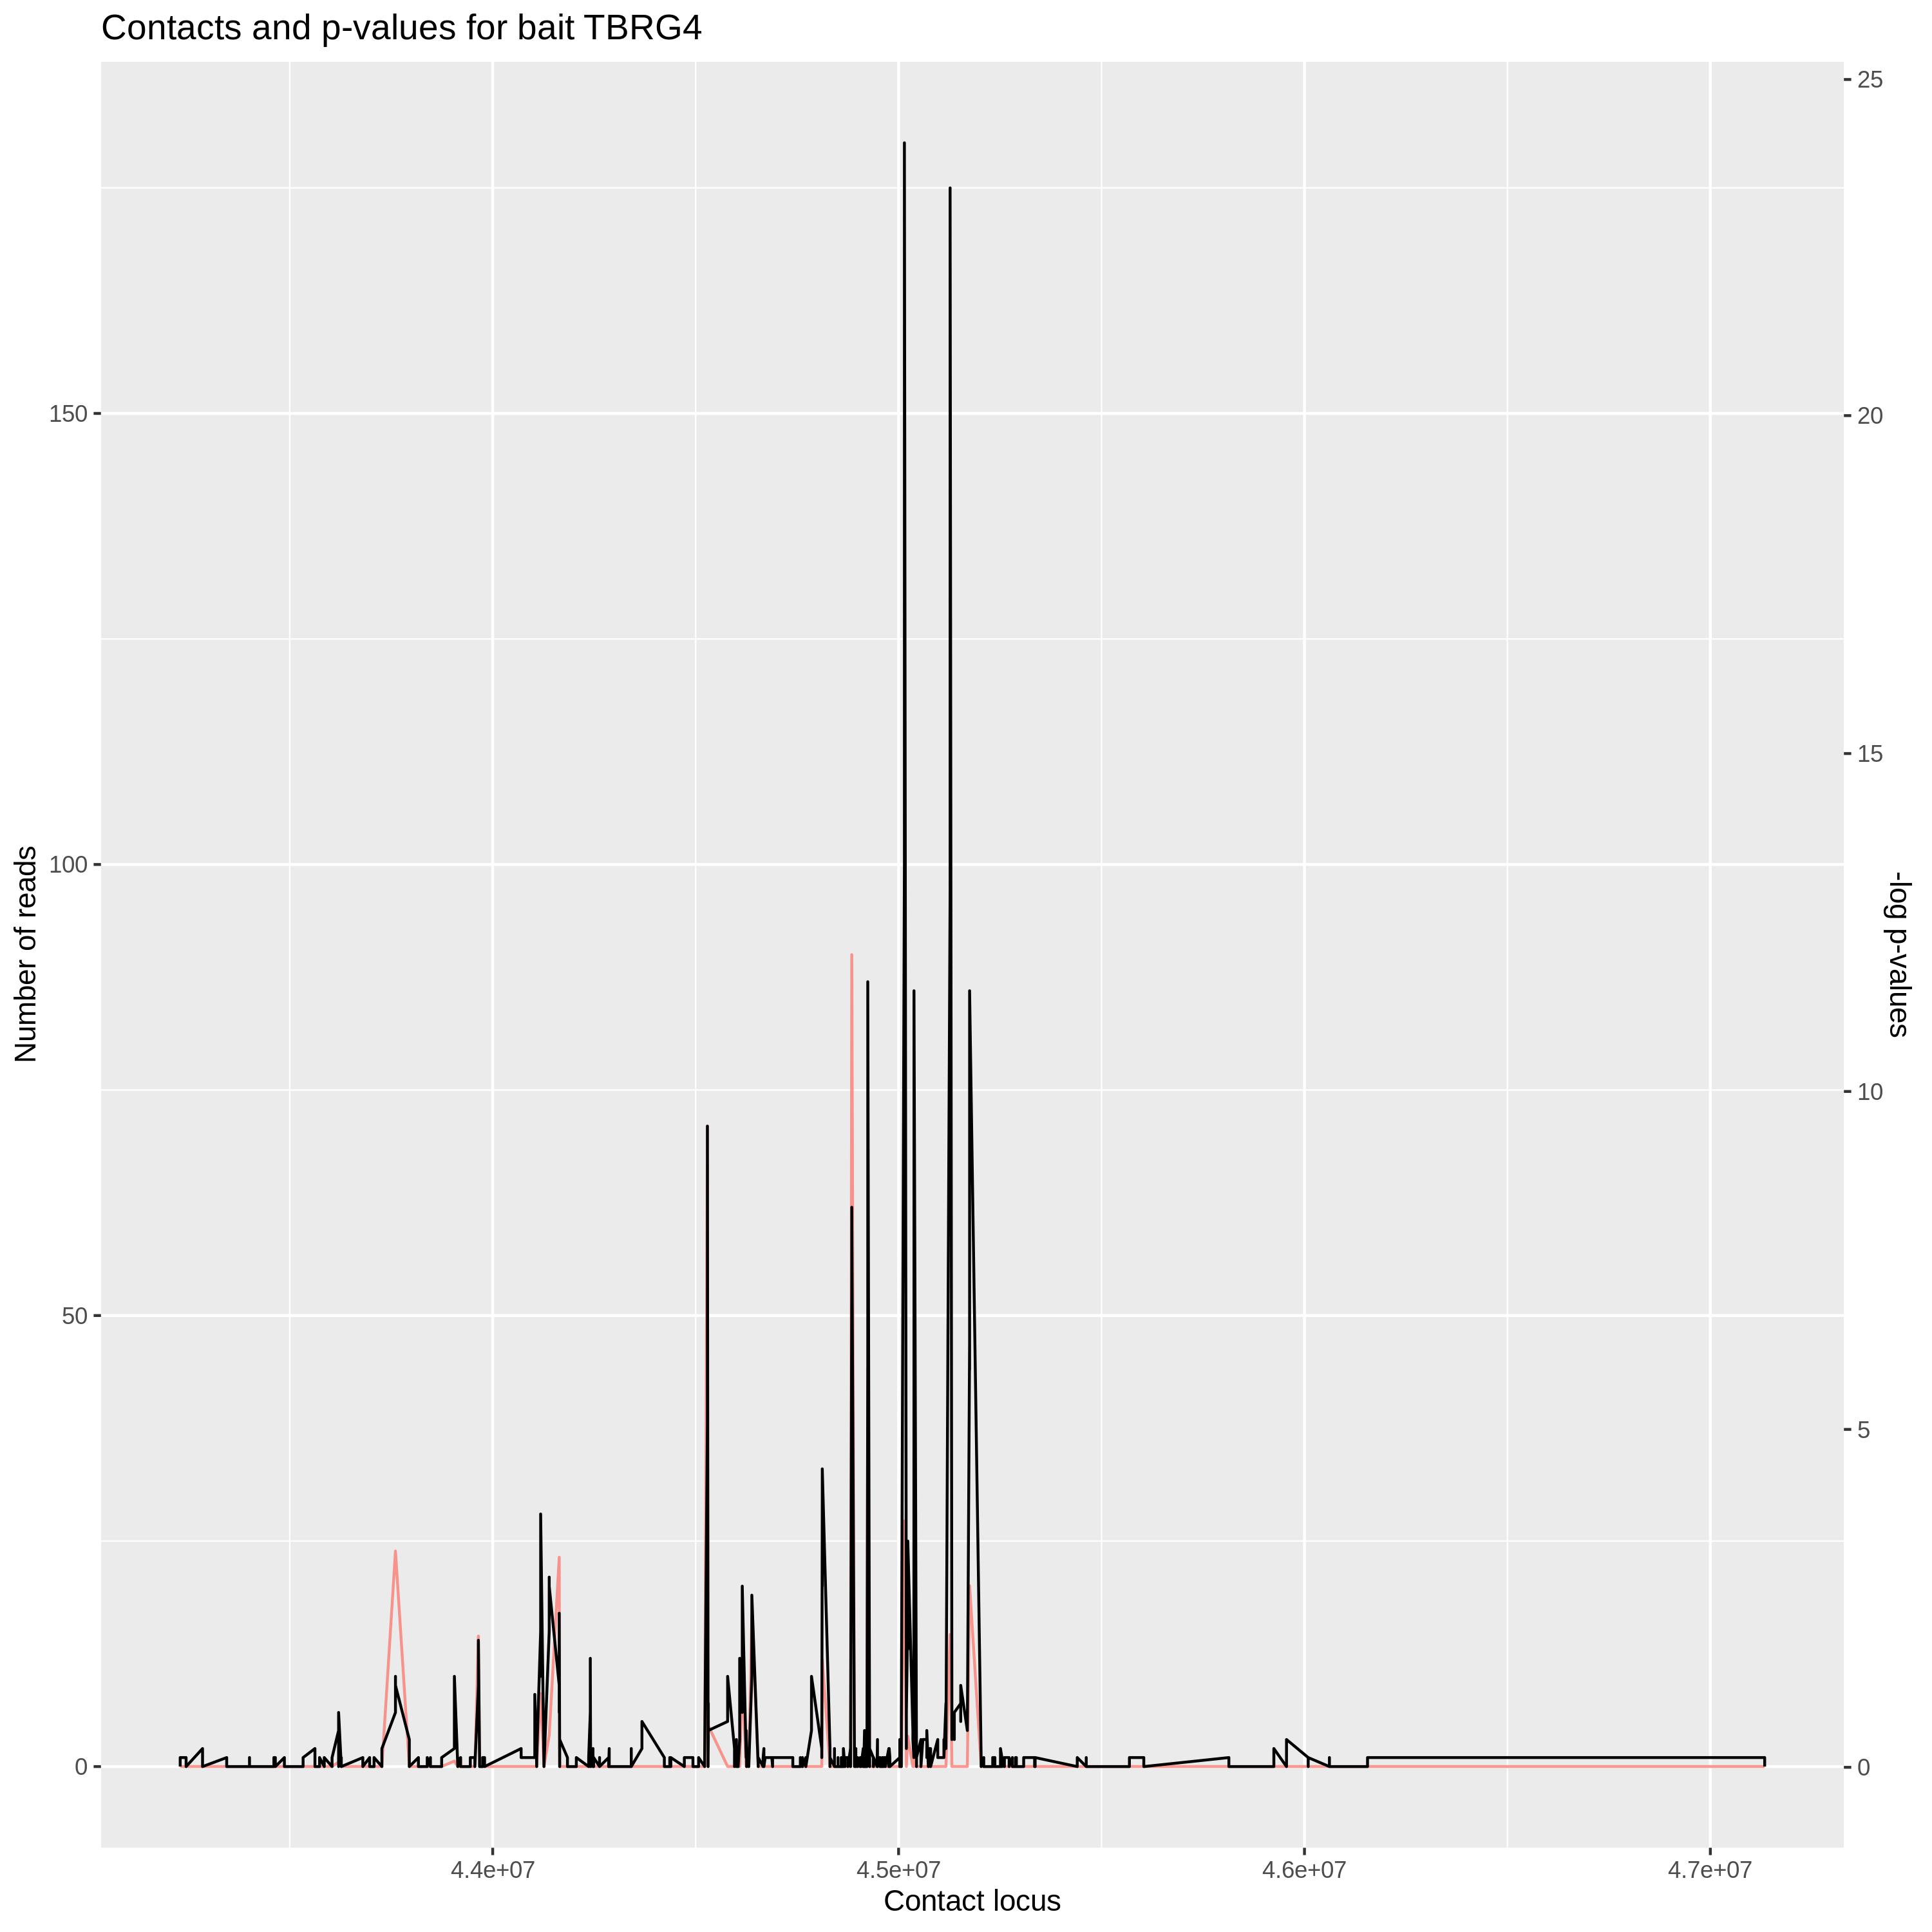 Contacts and p-values for bait TBRG4
25
150
20
15
100
Number of reads
-log p-values
10
50
5
0
0
4.4e+07
4.5e+07
4.6e+07
4.7e+07
Contact locus